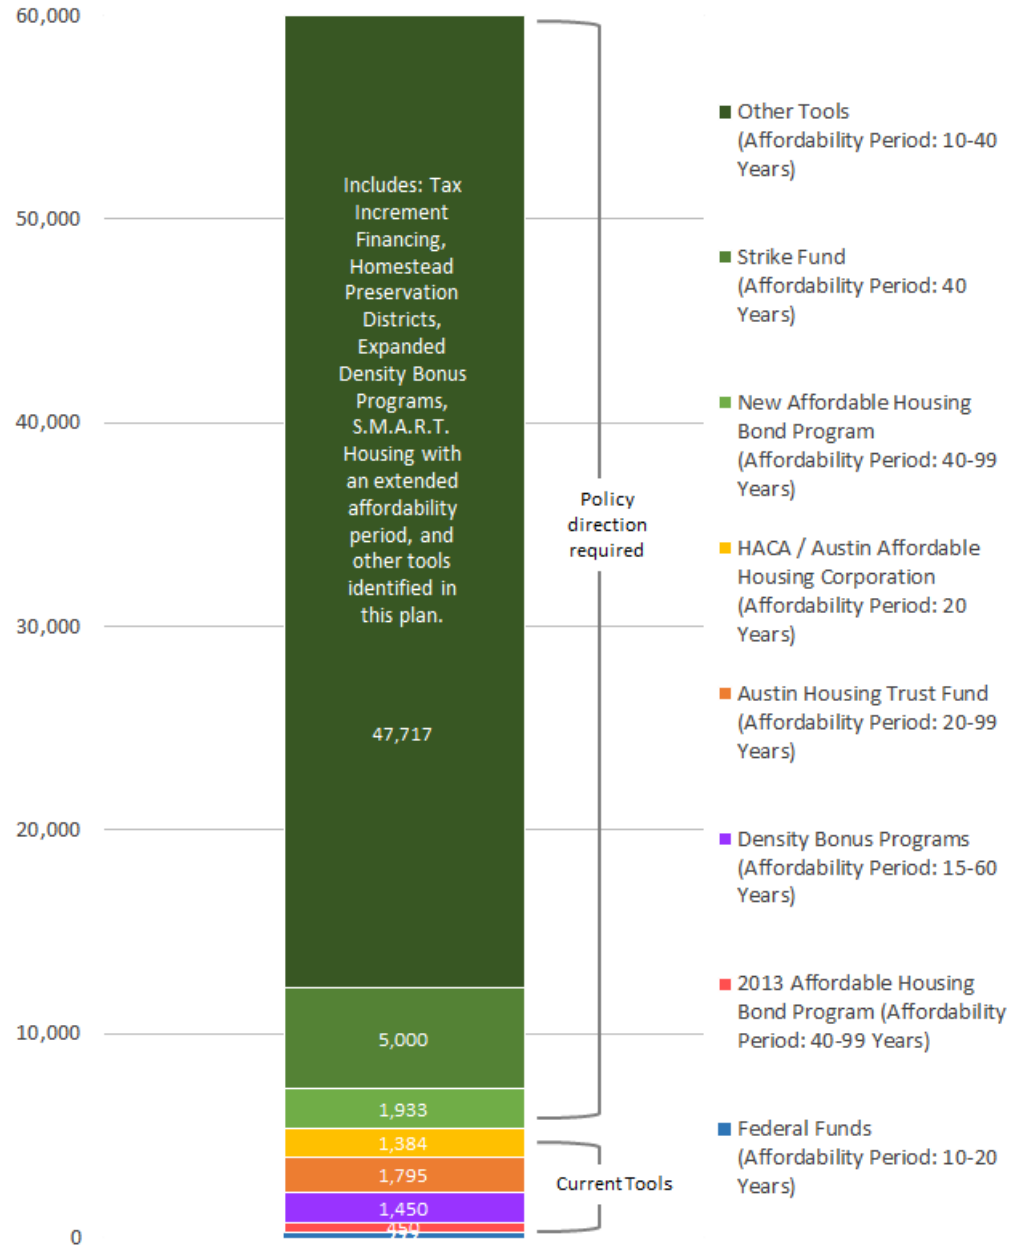 60,000
50,000
40,000
30,000
20,000
10,000
0
Includes: Tax
Increment
Financing,
Homestead
Preservation
Districts,
Expanded
Density Bonus
Programs,
S.M.A.R.T.
Housing with
an extended
affordability
period, and
other tools
identified in
this plan.
47,717
5,000
1,933
1,384
1,795
1,450
450
Policy
direction
required
Current Tools
Other Tools
(Affordability Period: 10-40
Years)
Strike Fund
(Affordability Period: 40
Years)
New Affordable Housing
Bond Program
(Affordability Period: 40-99
Years)
HACA / Austin Affordable
Housing Corporation
(Affordability Period: 20
Years)
Austin Housing Trust Fund
(Affordability Period: 20-99
Years)
Density Bonus Programs
(Affordability Period: 15-60
Years)
2013 Affordable Housing
Bond Program (Affordability
Period: 40-99 Years)
Federal Funds
(Affordability Period: 10-20
Years)